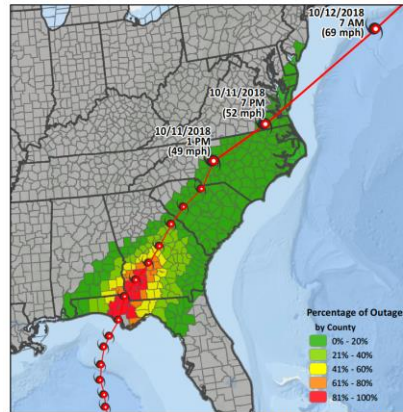 10/12/2018
7 AM
(69 mph)
10/11/2018
7 PM
(52 mph)
10/11/2018
1 PM
(49 mph)
Percentage of Outage
by County
0% - 20%
21% - 40%
41% - 60%
61% - 80%
81% - 100%